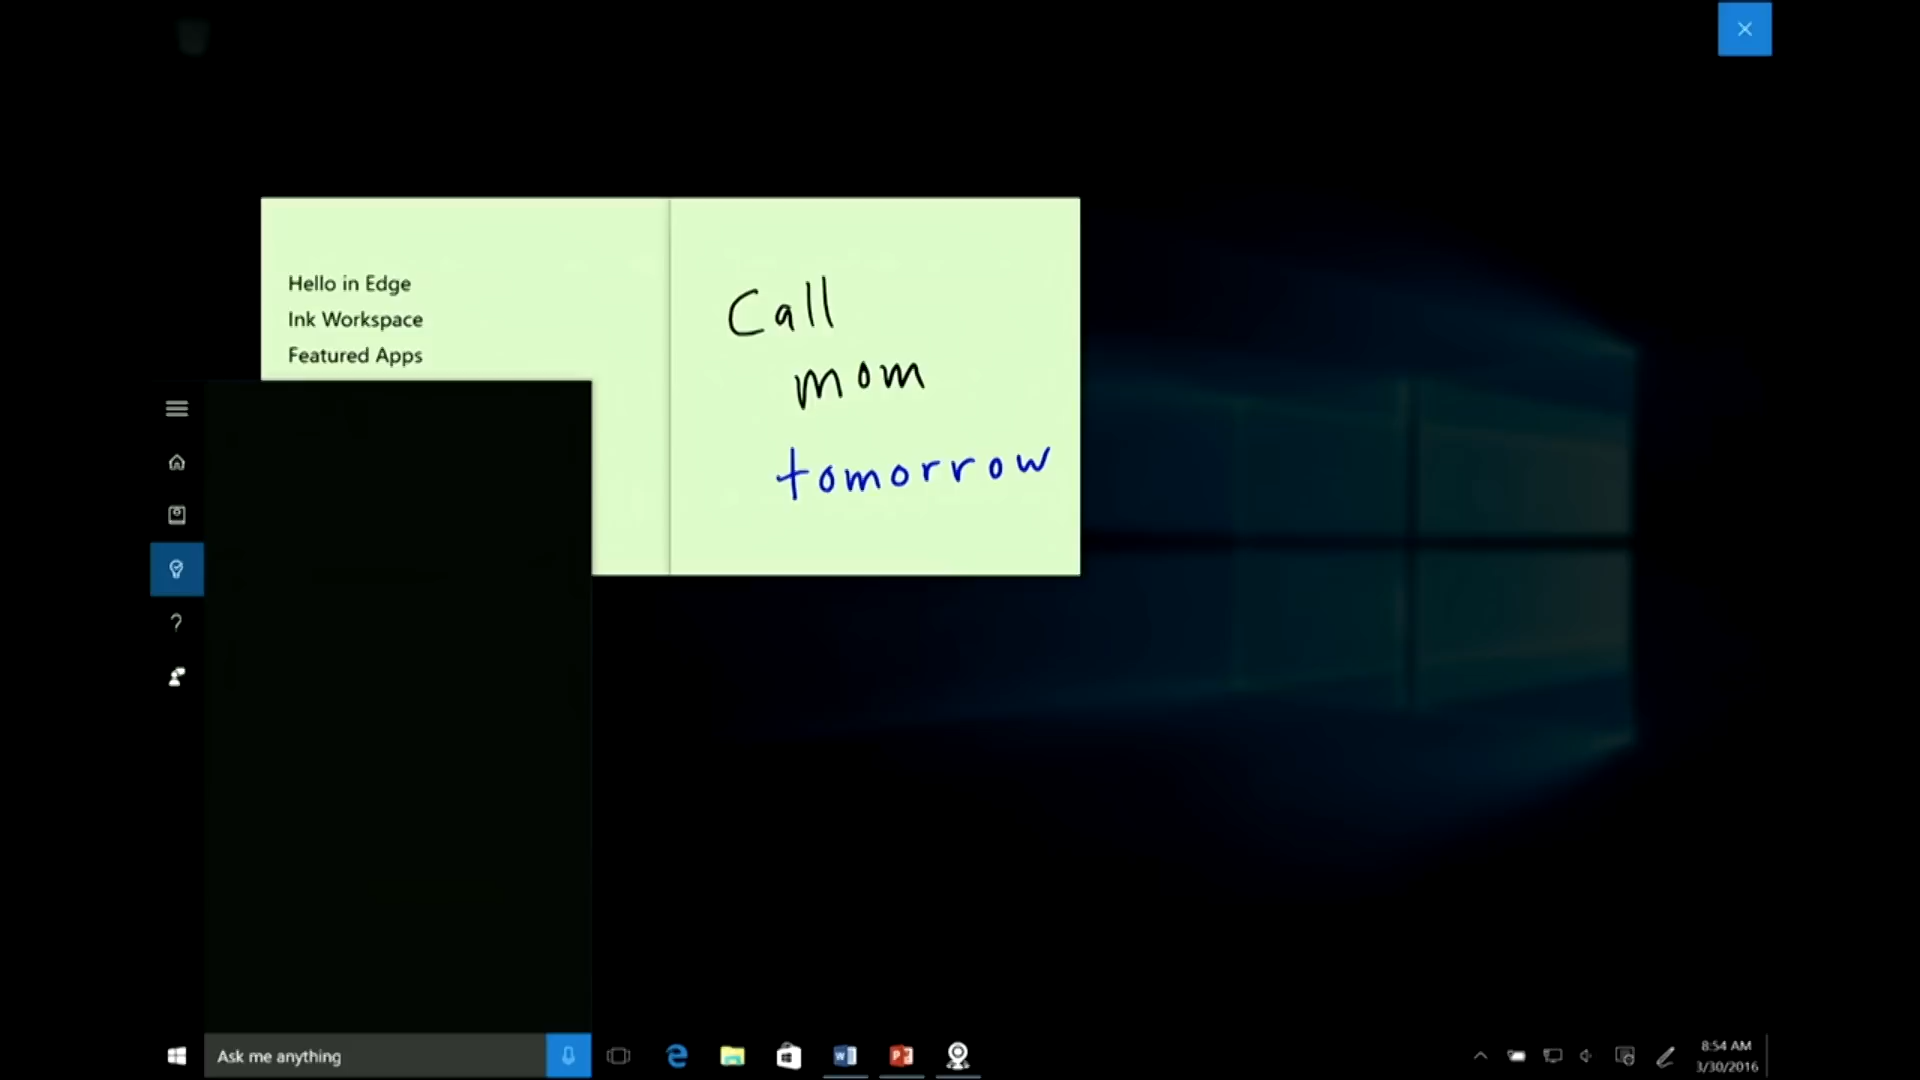 Hello in Edge
Ink Workspace
Featured Apps
Call
mom
tomorrow
Ask me anything
8:54 AM
3/30/2016